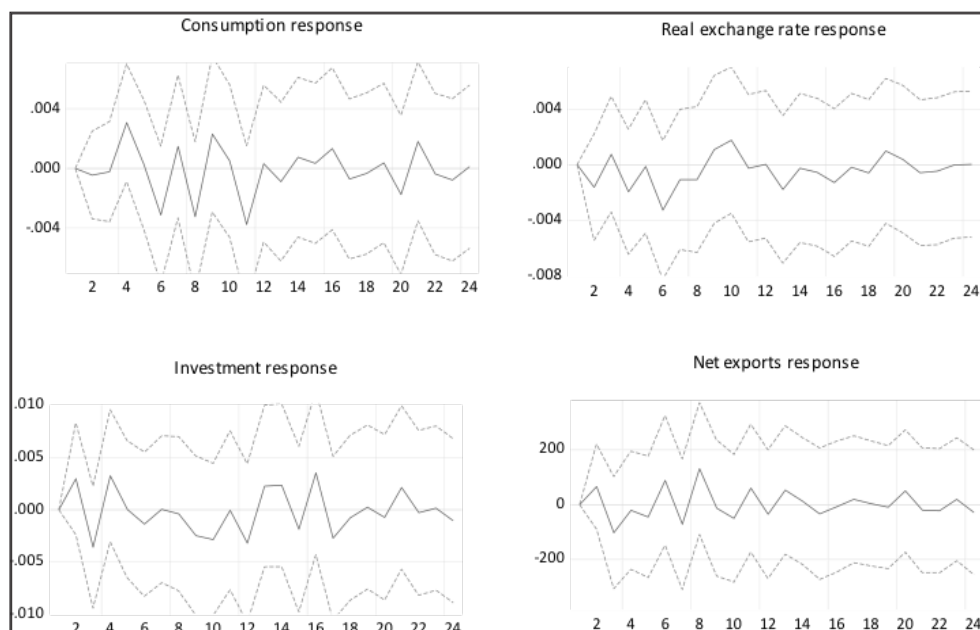 Consumption response
.004
.000
-.004
2 4 6 8 10 12 14 16 18 20 22 24
Real exchange rate response
.004
.000
-.004
-.008
2 4 6 8 10 12 14 16 18 20 22 24
Investment response
.010
.005
.000
.005
.010
2 4 6 8 10 12 14 16 18 20 22 24
Net exports response
200
0
-200
2 4 6 8 10 12 14 16 18 20 22 24